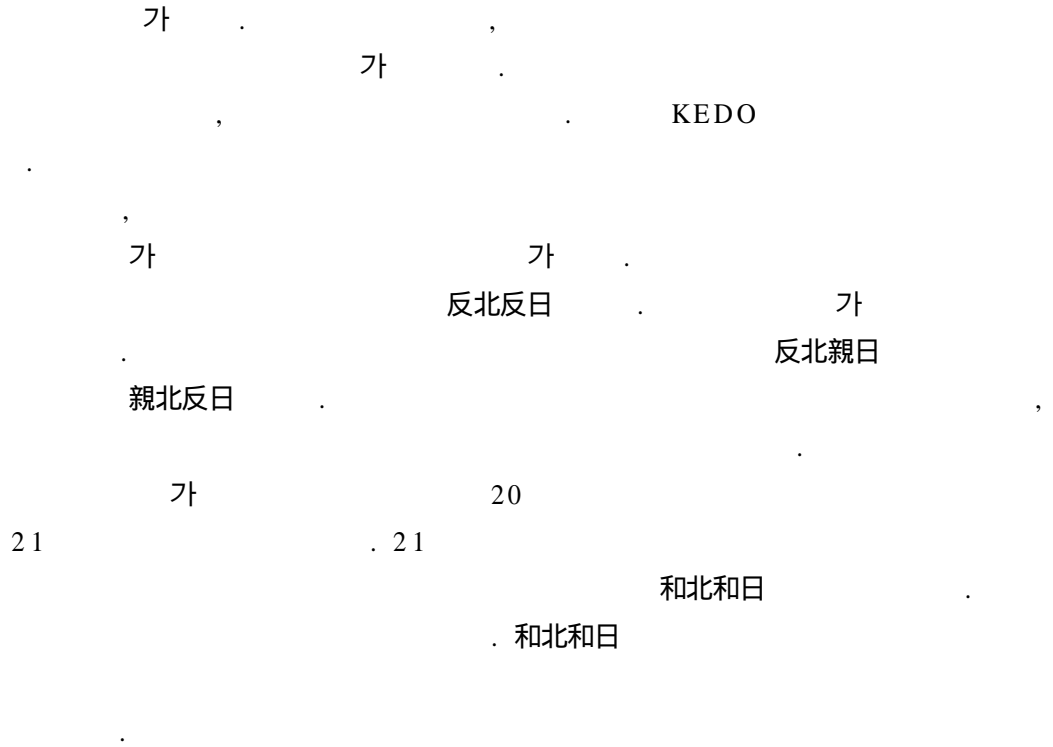 가 . ,
가 .
, . KEDO
.
,
가 가 .
反北反日 . 가
. 反北親日
親北反日 . ,
.
가 20
21 . 21
和北和日 .
. 和北和日
.